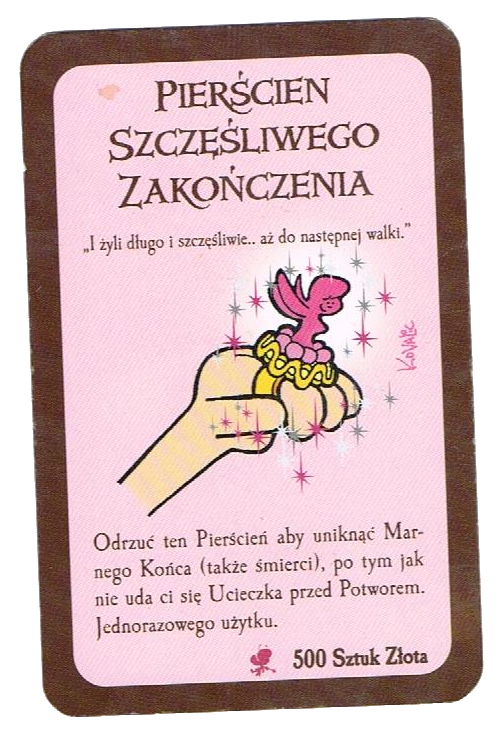 PIERŚCIEN
SZCZĘŚLIWEGO
ZAKOŃCZENIA
„I żyli długo i szczęśliwie.. aż do następnej walki.”
KOVALIC
Odrzuć ten Pierścień aby uniknąć Mar-
nego Końca (także śmierci), po tym jak
nie uda ci się Ucieczka przed Potworem.
Jednorazowego użytku.
500 Sztuk Złota